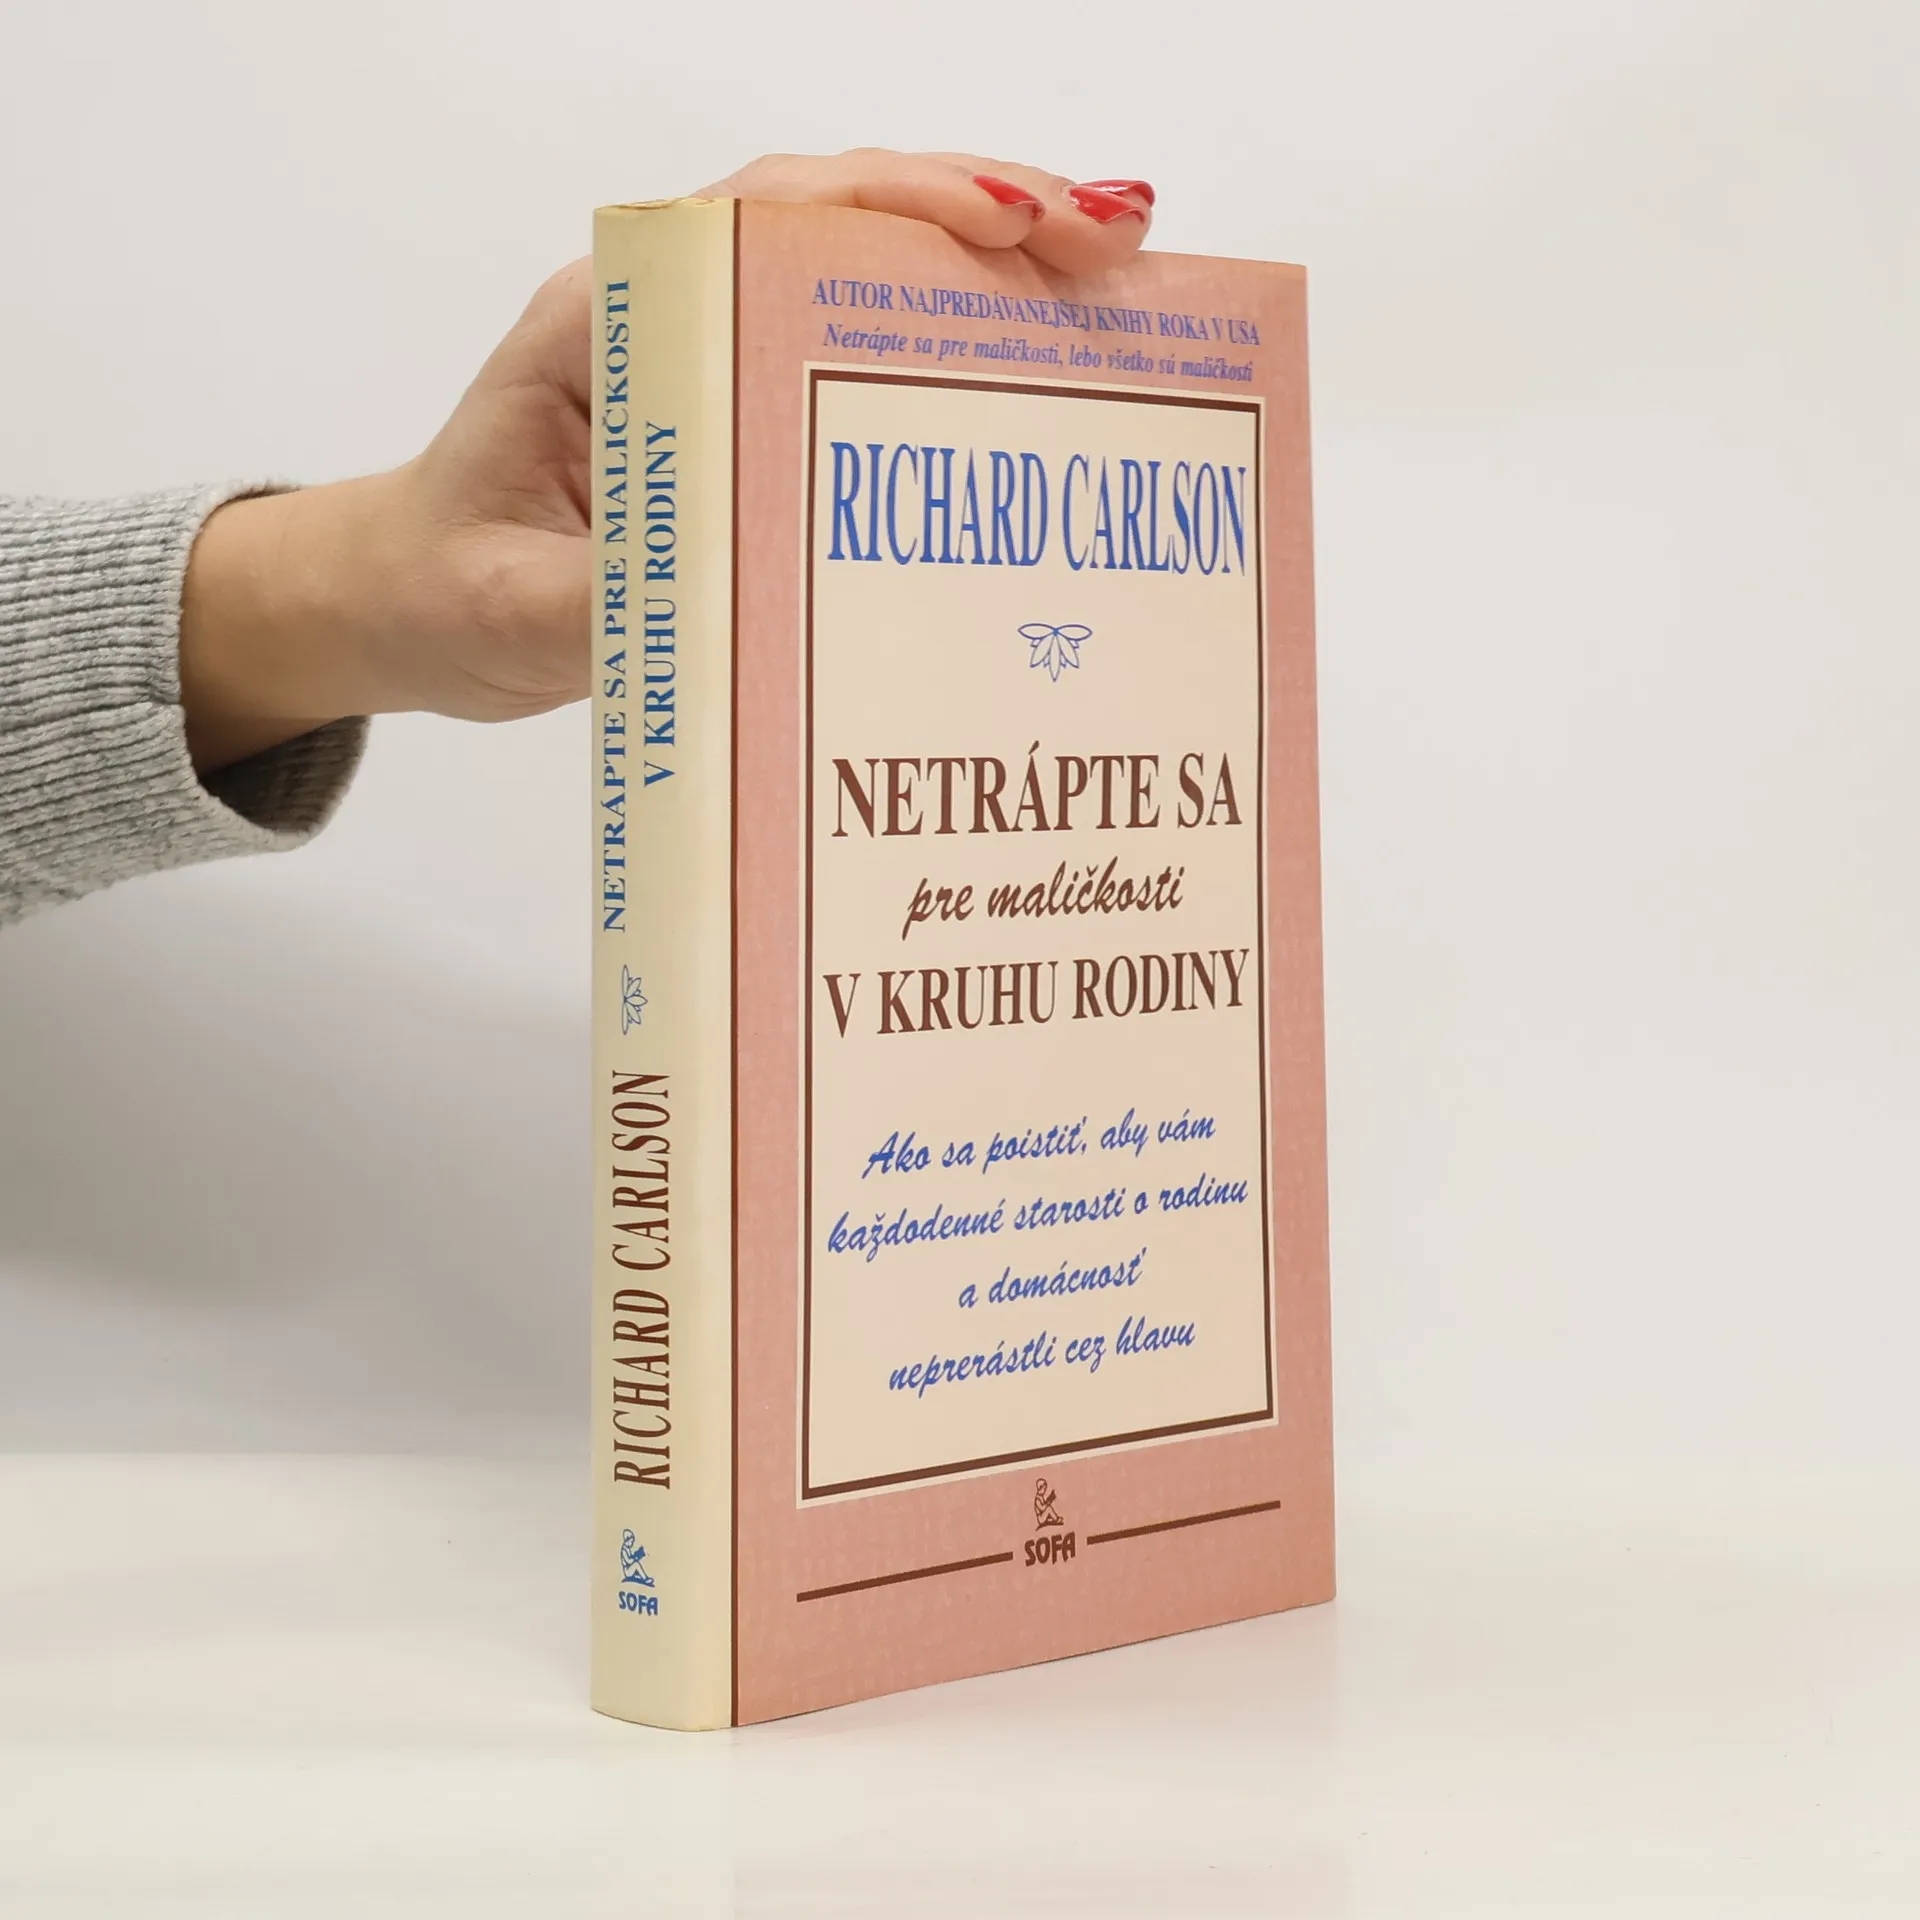 NETRÁPTE SA PRE MALIČKOSTI
V KRUHU RODINY
RICHARD CARLSON
SOFA
AUTOR NAJPREDÁVANEJŠEJ KNIHY ROKA V USA
Netrápte sa pre maličkosti, lebo všetko sú maličkosti
RICHARD CARLSON
NETRÁPTE SA
pre maličkosti
V KRUHU RODINY
Ako sa poistiť, aby vám
každodenné starosti o rodinu
a domácnosť
neprerástli cez hlavu
SOFA